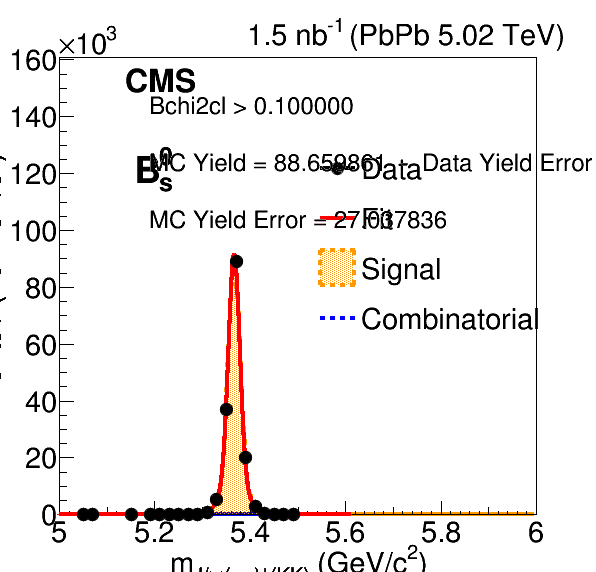 ×10³ 1.5 nb⁻¹ (PbPb 5.02 TeV)
160
CMS
Bchi2cl > 0.100000
140
MC Yield = 88.659861 - Data Yield Error
B⁰s
Data
120
MC Yield Error = 27.037836
Fit
100
Signal
80
Combinatorial
60
40
20
0
5 5.2 5.4 5.6 5.8 6
(GeV/c²)